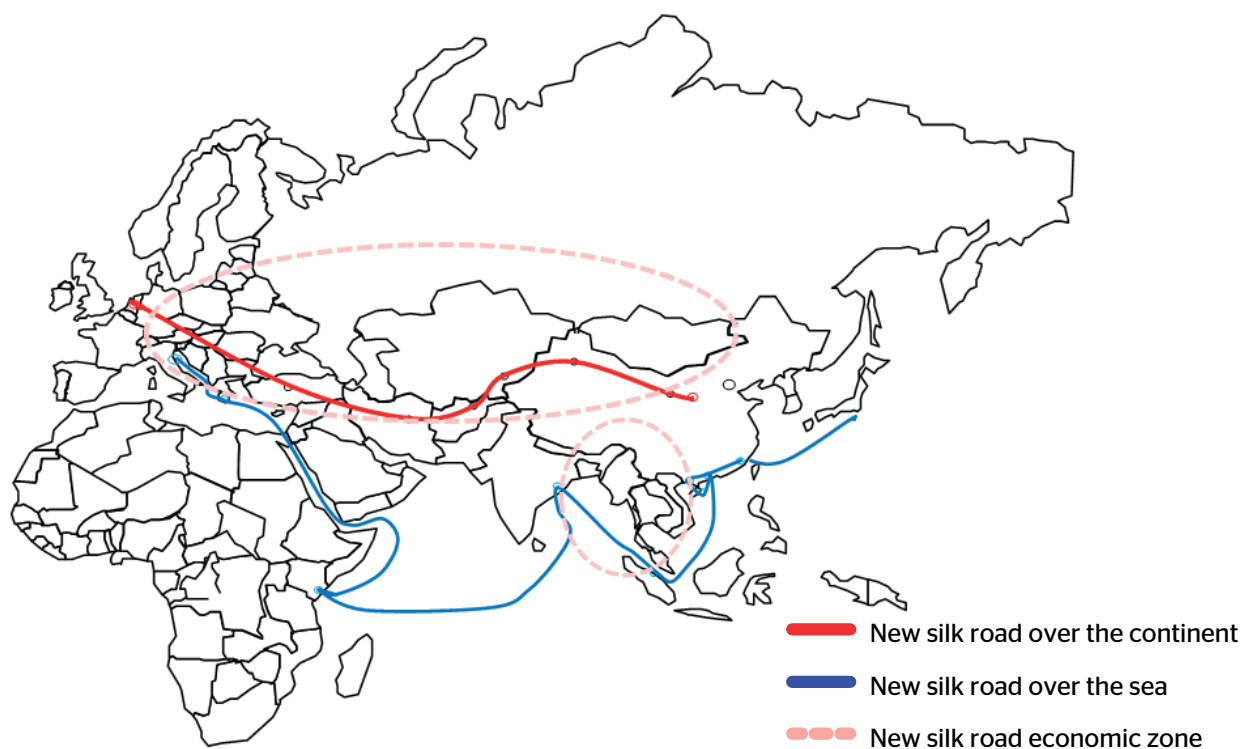 New silk road over the continent
New silk road over the sea
New silk road economic zone